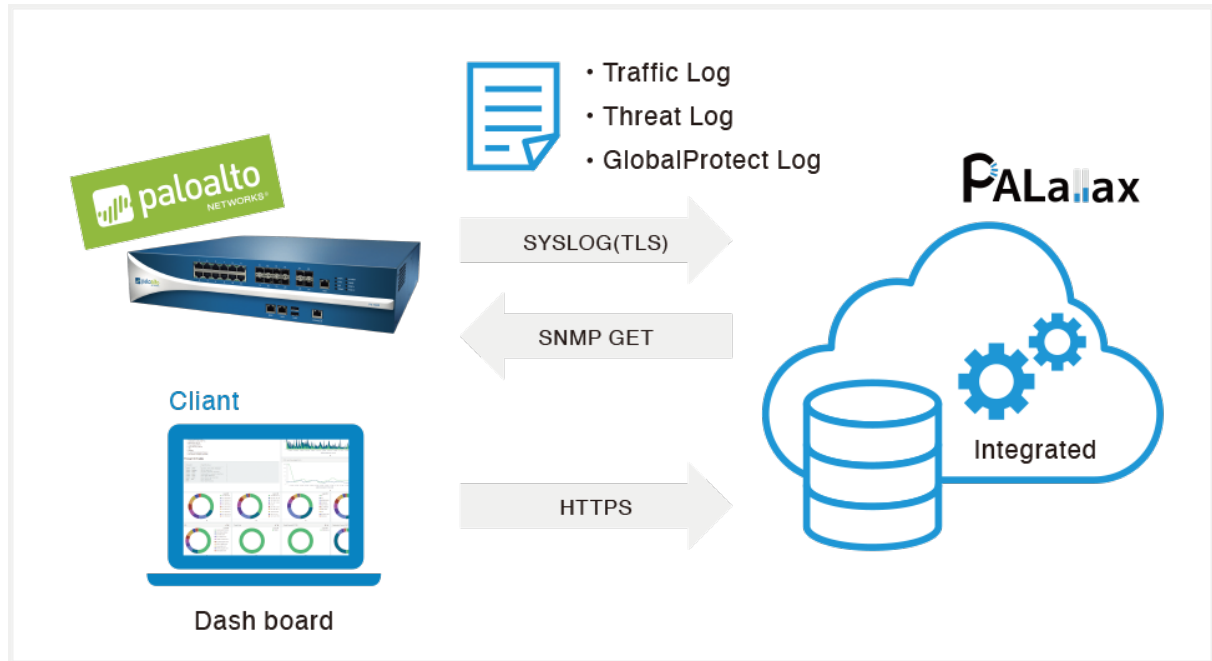 ・Traffic Log
・Threat Log
・GlobalProtect Log
paloalto
NETWORKS®
PALallax
SYSLOG(TLS)
SNMP GET
Cliant
Integrated
HTTPS
Dash board